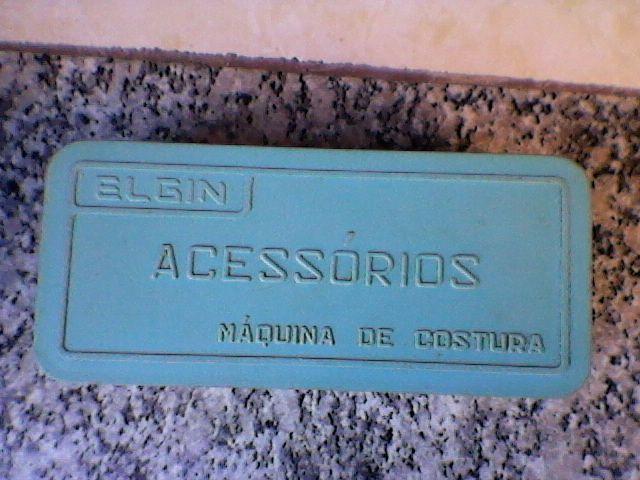 ELGIN
ACESSÓRIOS
MÁQUINA DE COSTURA